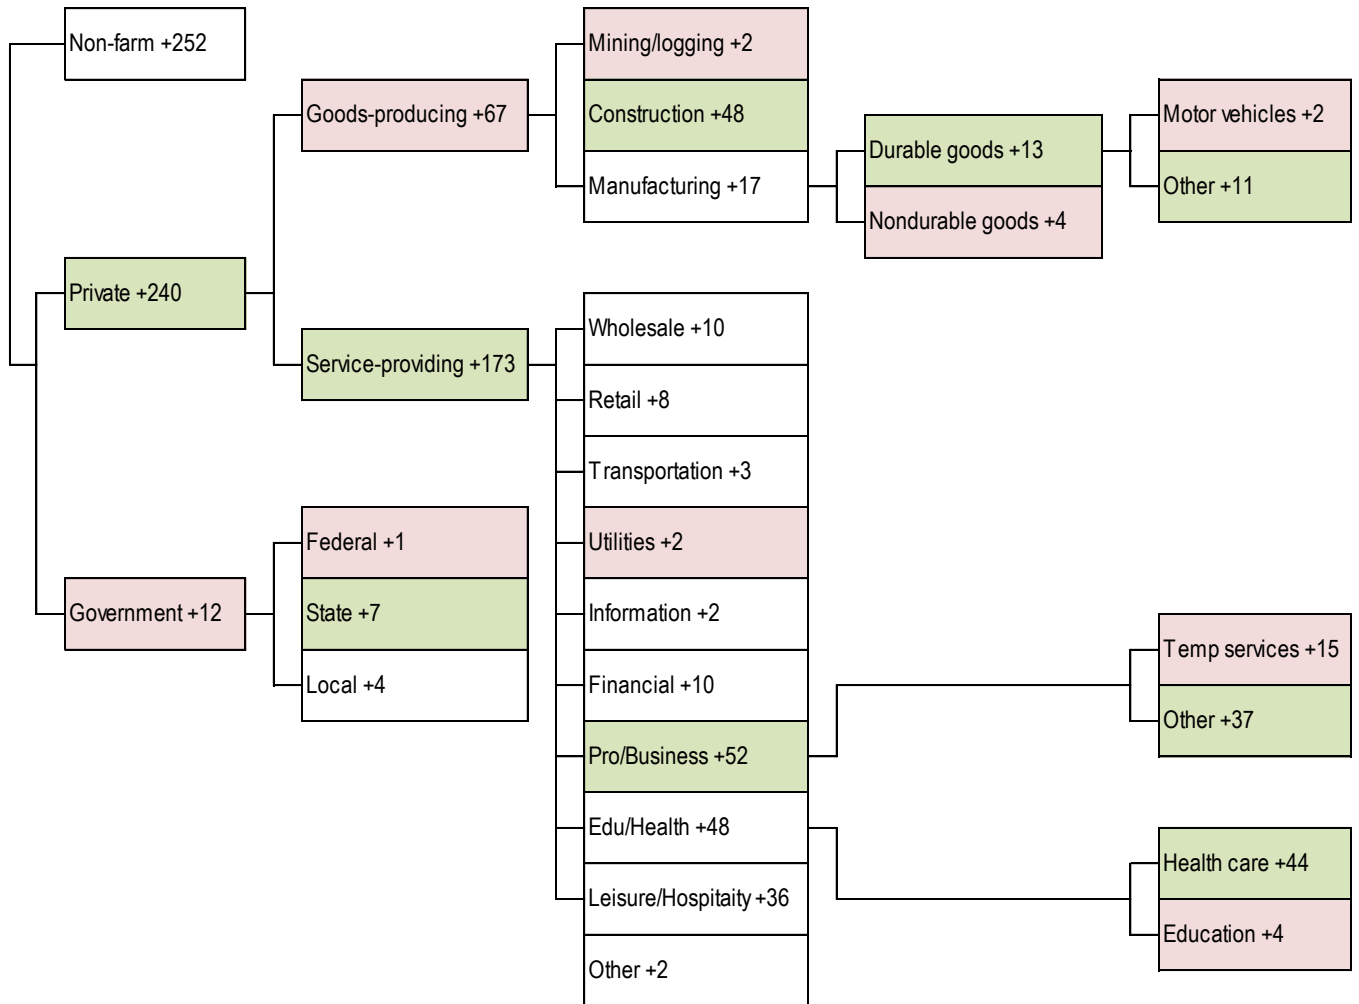 Non-farm +252
Private +240
Government +12
Goods-producing +67
Service-providing +173
Federal +1
State +7
Local +4
Mining/logging +2
Construction +48
Manufacturing +17
Wholesale +10
Retail +8
Transportation +3
Utilities +2
Information +2
Financial +10
Pro/Business +52
Edu/Health +48
Leisure/Hospitaity +36
Other +2
Durable goods +13
Nondurable goods +4
Motor vehicles +2
Other +11
Temp services +15
Other +37
Health care +44
Education +4